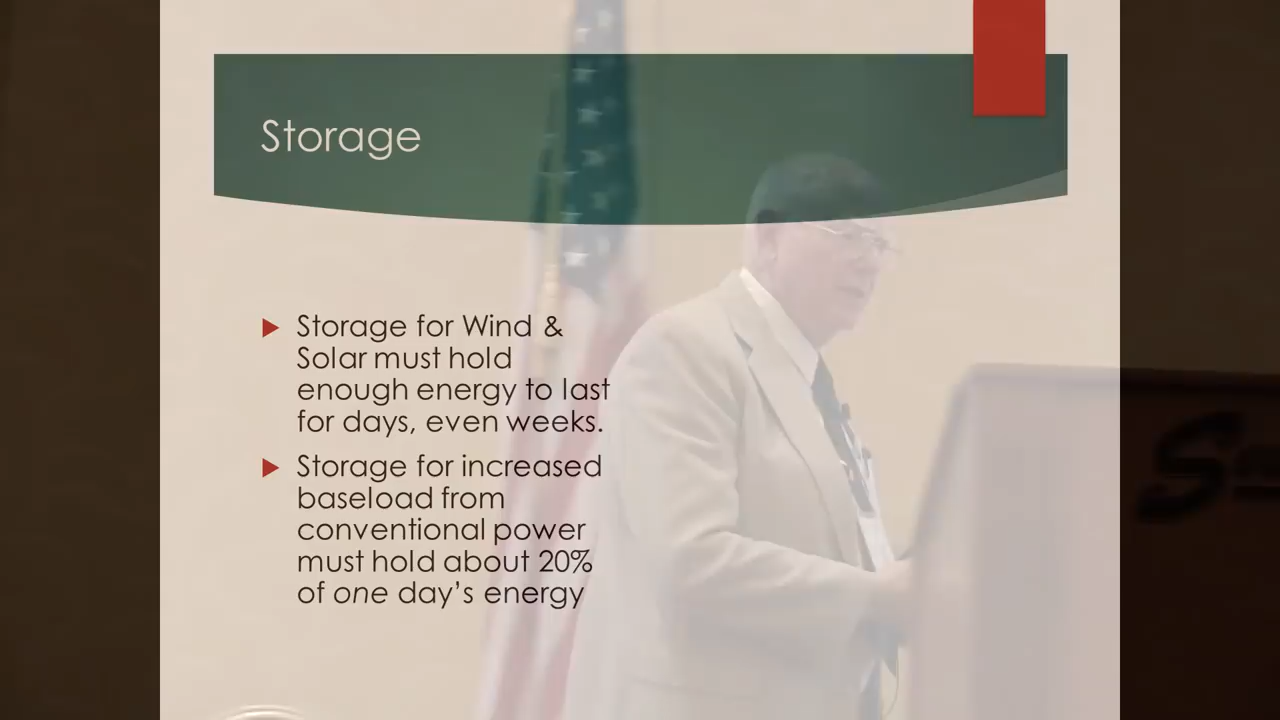 Storage
Storage for Wind &
Solar must hold
enough energy to last
for days, even weeks.
Storage for increased
baseload from
conventional power
must hold about 20%
of one day's energy